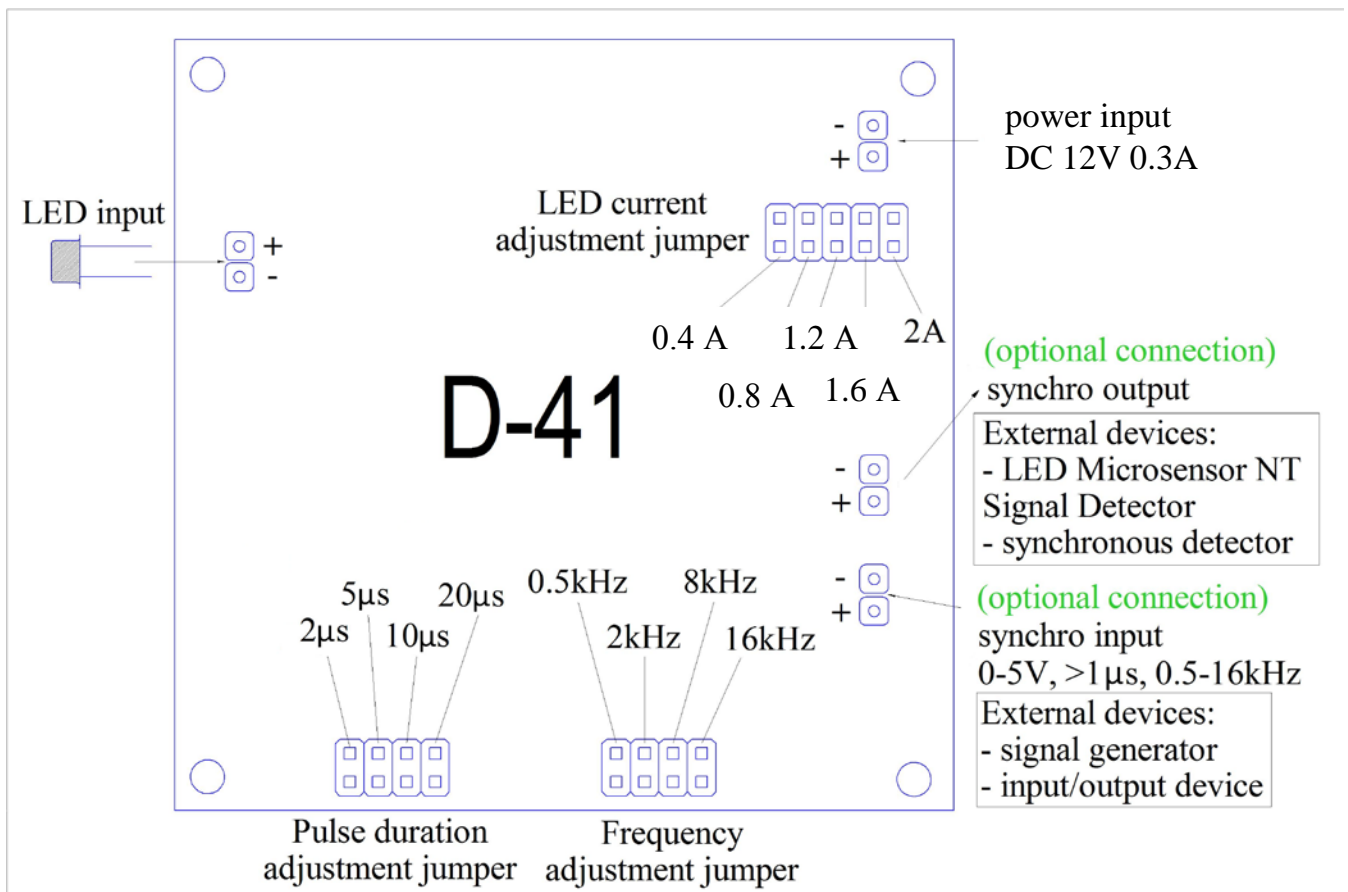 -
+
power input
DC 12V 0.3A
LED input
+
-
LED current
adjustment jumper
0.4 A
1.2 A
2A
0.8 A
1.6 A
D-41
(optional connection)
synchro output
External devices:
- LED Microsensor NT
Signal Detector
- synchronous detector
-
+
-
+
(optional connection)
synchro input
0-5V, >1μs, 0.5-16kHz
External devices:
- signal generator
- input/output device
5μs
20μs
2μs
10μs
0.5kHz
8kHz
2kHz
16kHz
Pulse duration
adjustment jumper
Frequency
adjustment jumper